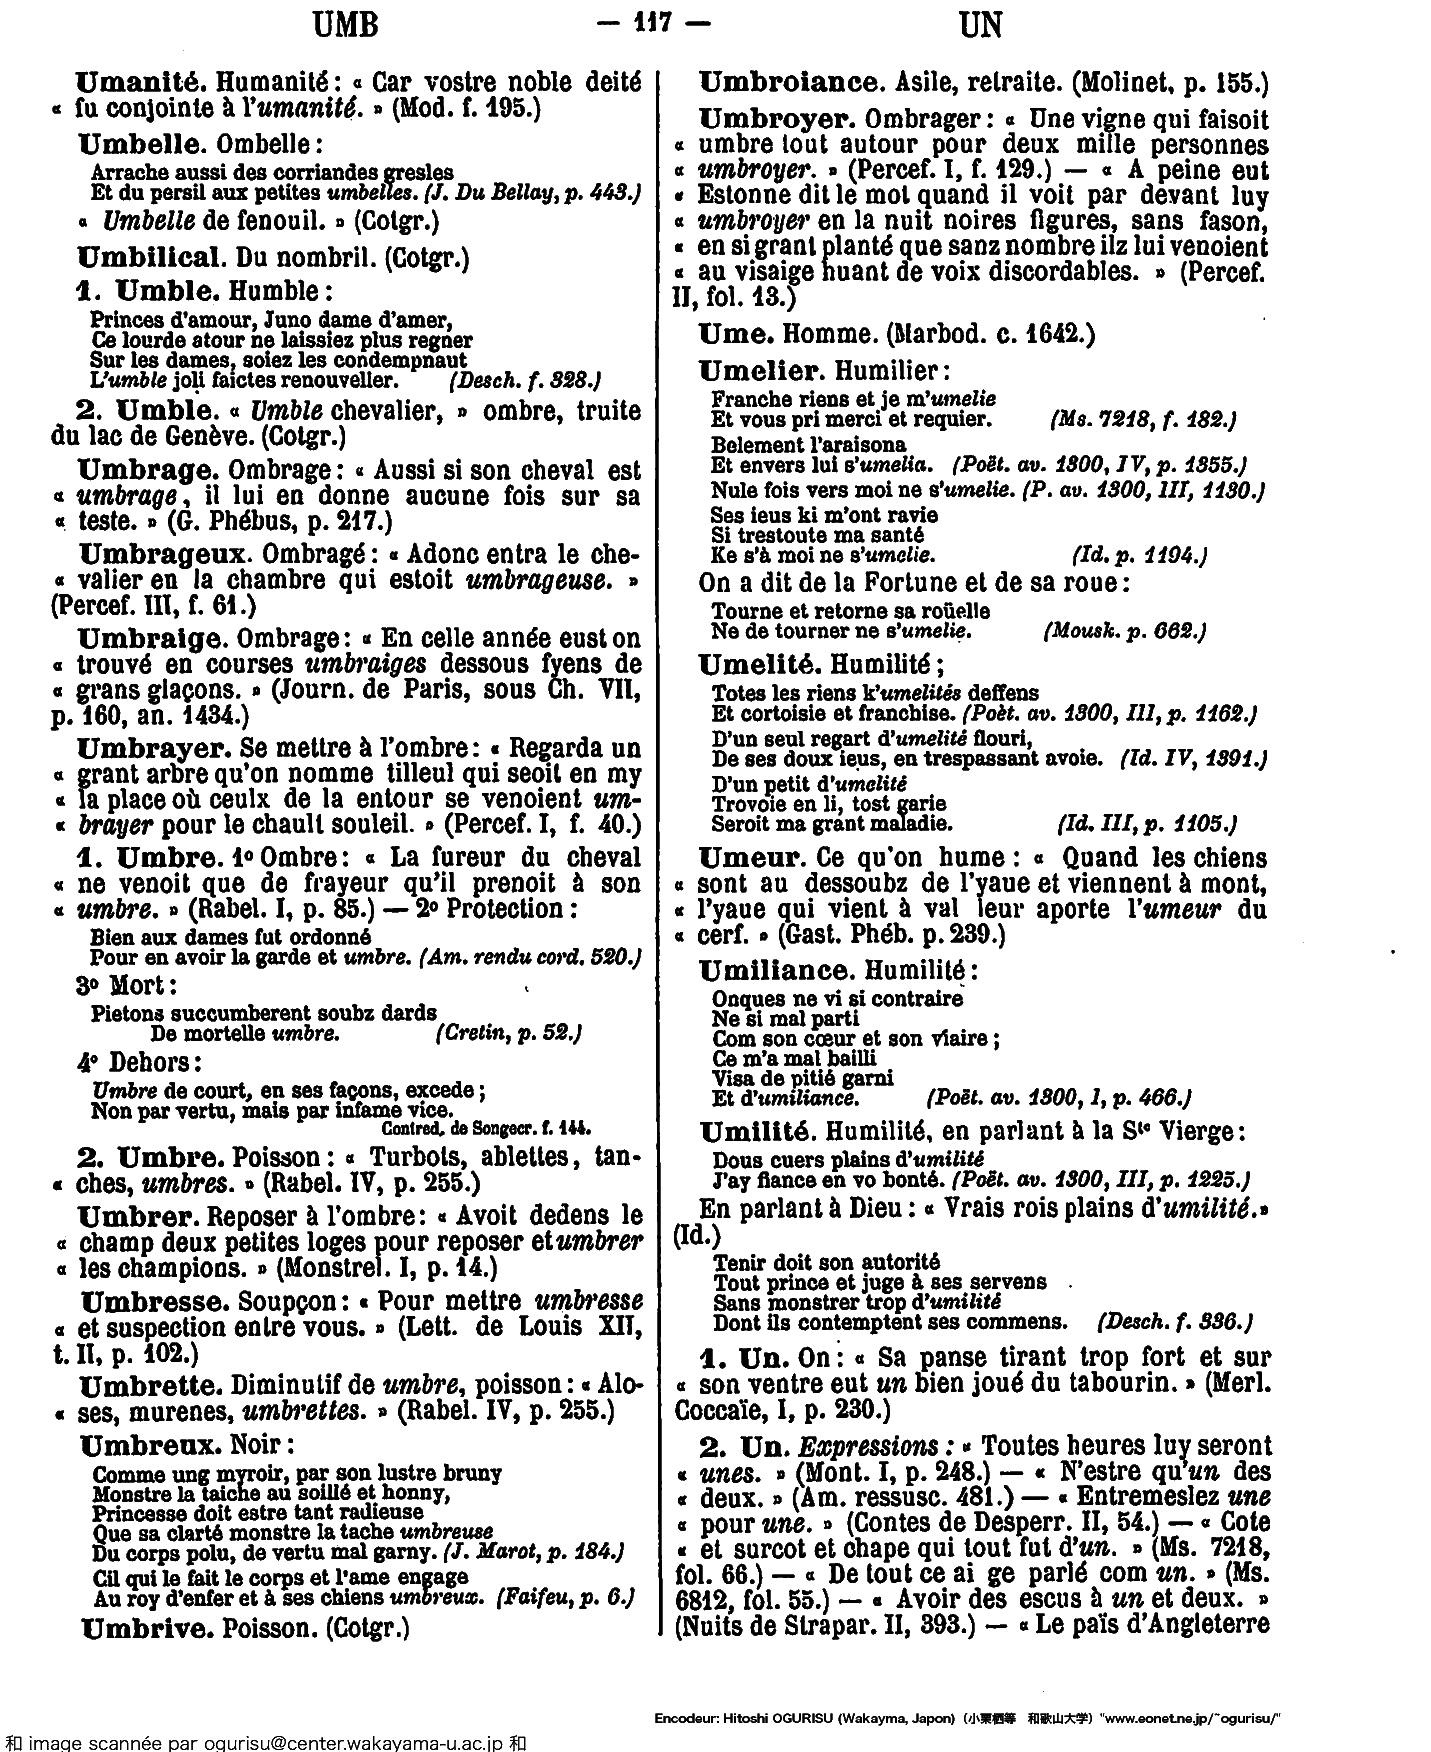 UMB — 117 — UN
Umanité. Humanité : « Car vostre noble deité
« fu conjointe à l'umanité. » (Mod. f. 195.)
Umbelle. Ombelle :
Arrache aussi des corriandes gresles
Et du persil aux petites umbelles. (J. Du Bellay, p. 443.)
« Umbelle de fenouil. » (Cotgr.)
Umbilical. Du nombril. (Cotgr.)
1. Umble. Humble :
Princes d'amour, Juno dame d'amer,
Ce lourde atour ne laissiez plus regner
Sur les dames, soiez les condempnaut
L'umble joli faictes renouveller. (Desch. f. 328.)
2. Umble. « Umble chevalier, » ombre, truite
du lac de Genève. (Cotgr.)
Umbrage. Ombrage : « Aussi si son cheval est
« umbrage, il lui en donne aucune fois sur sa
« teste. » (G. Phébus, p. 217.)
Umbrageux. Ombragé : « Adonc entra le che-
« valier en la chambre qui estoit umbrageuse. »
(Percef. III, f. 61.)
Umbraige. Ombrage : « En celle année eust on
« trouvé en courses umbraiges dessous fyens de
« grans glaçons. » (Journ. de Paris, sous Ch. VII,
p. 160, an. 1434.)
Umbrayer. Se mettre à l'ombre : « Regarda un
« grant arbre qu'on nomme tilleul qui seoit en my
« la place où ceulx de la entour se venoient um-
« brayer pour le chault souleil. » (Percef. I, f. 40.)
1. Umbre. 1º Ombre : « La fureur du cheval
« ne venoit que de frayeur qu'il prenoit à son
« umbre. » (Rabel. I, p. 85.) — 2º Protection :
Bien aux dames fut ordonné
Pour en avoir la garde et umbre. (Am. rendu cord. 520.)
3º Mort :
Pietons succumberent soubz dards
De mortelle umbre. (Cretin, p. 52.)
4º Dehors :
Umbre de court, en ses façons, excede ;
Non par vertu, mais par infame vice.
Contred. de Songecr. f. 144.
2. Umbre. Poisson : « Turbots, ablettes, tan-
« ches, umbres. » (Rabel. IV, p. 255.)
Umbrer. Reposer à l'ombre : « Avoit dedens le
« champ deux petites loges pour reposer et umbrer
« les champions. » (Monstrel. I, p. 14.)
Umbresse. Soupçon : « Pour mettre umbresse
« et suspection entre vous. » (Lett. de Louis XII,
t. II, p. 102.)
Umbrette. Diminutif de umbre, poisson : « Alo-
« ses, murenes, umbrettes. » (Rabel. IV, p. 255.)
Umbreux. Noir :
Comme ung myroir, par son lustre bruny
Monstre la taiche au soillé et honny,
Princesse doit estre tant radieuse
Que sa clarté monstre la tache umbreuse
Du corps polu, de vertu mal garny. (J. Marot, p. 184.)
Cil qui le fait le corps et l'ame engage
Au roy d'enfer et à ses chiens umbreux. (Faifeu, p. 6.)
Umbrive. Poisson. (Cotgr.)
Umbroiance. Asile, retraite. (Molinet, p. 155.)
Umbroyer. Ombrager : « Une vigne qui faisoit
« umbre tout autour pour deux mille personnes
« umbroyer. » (Percef. I, f. 129.) — « A peine eut
« Estonne dit le mot quand il voit par devant luy
« umbroyer en la nuit noires figures, sans fason,
« en si grant planté que sanz nombre ilz lui venoient
« au visaige huant de voix discordables. » (Percef.
II, fol. 13.)
Ume. Homme. (Marbod. c. 1642.)
Umelier. Humilier :
Franche riens et je m'umelie
Et vous pri merci et requier. (Ms. 7218, f. 182.)
Belement l'araisona
Et envers lui s'umelia. (Poët. av. 1300, IV, p. 1355.)
Nule fois vers moi ne s'umelie. (P. av. 1300, III, 1130.)
Ses ieus ki m'ont ravie
Si trestoute ma santé
Ke s'à moi ne s'umelie. (Id. p. 1194.)
On a dit de la Fortune et de sa roue :
Tourne et retorne sa roüelle
Ne de tourner ne s'umelie. (Mousk. p. 662.)
Umelité. Humilité ;
Totes les riens k'umelités deffens
Et cortoisie et franchise. (Poët. av. 1300, III, p. 1162.)
D'un seul regart d'umelité flouri,
De ses doux ieus, en trespassant avoie. (Id. IV, 1391.)
D'un petit d'umelité
Trovoie en li, tost garie
Seroit ma grant maladie. (Id. III, p. 1105.)
Umeur. Ce qu'on hume : « Quand les chiens
« sont au dessoubz de l'yaue et viennent à mont,
« l'yaue qui vient à val leur aporte l'umeur du
« cerf. » (Gast. Phéb. p. 239.)
Umiliance. Humilité :
Onques ne vi si contraire
Ne si mal parti
Com son cœur et son viaire ;
Ce m'a mal bailli
Visa de pitié garni
Et d'umiliance. (Poët. av. 1300, I, p. 466.)
Umilité. Humilité, en parlant à la Ste Vierge :
Dous cuers plains d'umilité
J'ay fiance en vo bonté. (Poët. av. 1300, III, p. 1225.)
En parlant à Dieu : « Vrais rois plains d'umilité. »
(Id.)
Tenir doit son autorité
Tout prince et juge à ses servens
Sans monstrer trop d'umilité
Dont ils contemptent ses commens. (Desch. f. 336.)
1. Un. On : « Sa panse tirant trop fort et sur
« son ventre eut un bien joué du tabourin. » (Merl.
Coccaïe, I, p. 230.)
2. Un. Expressions : « Toutes heures luy seront
« unes. » (Mont. I, p. 248.) — « N'estre qu'un des
« deux. » (Am. ressusc. 481.) — « Entremeslez une
« pour une. » (Contes de Desperr. II, 54.) — « Cote
« et surcot et chape qui tout fut d'un. » (Ms. 7218,
fol. 66.) — « De tout ce ai ge parlé com un. » (Ms.
6812, fol. 55.) — « Avoir des escus à un et deux. »
(Nuits de Strapar. II, 393.) — « Le païs d'Angleterre
Encodeur: Hitoshi OGURISU (Wakayma, Japon) (小栗栖等 和歌山大学) "www.eonet.ne.jp/~ogurisu/"
和 image scannée par ogurisu@center.wakayama-u.ac.jp 和